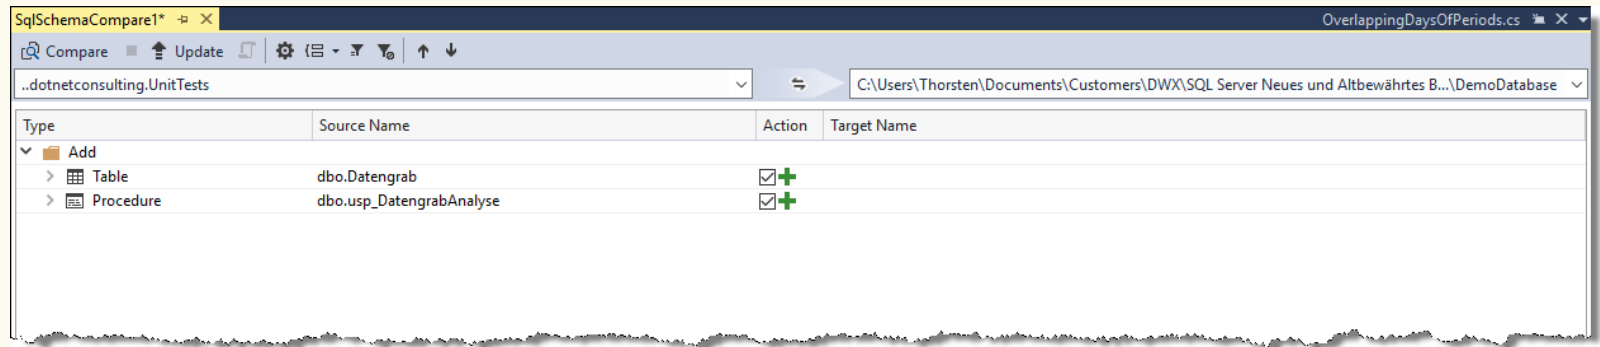 SqlSchemaCompare1*
OverlappingDaysOfPeriods.cs
Compare Update
..dotnetconsulting.UnitTests
C:\Users\Thorsten\Documents\Customers\DWX\SQL Server Neues und Altbewährtes B...\DemoDatabase
Type Source Name Action Target Name
Add
Table dbo.Datengrab
Procedure dbo.usp_DatengrabAnalyse